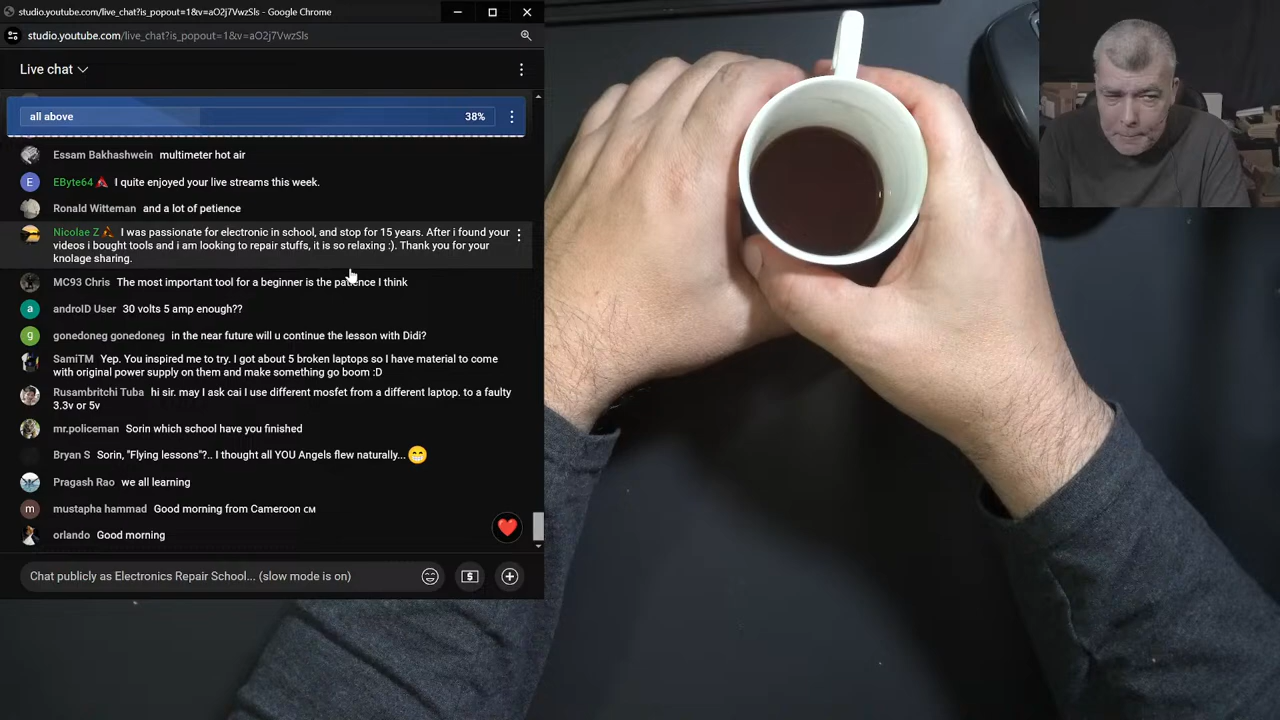 studio.youtube.com/live_chat?is_popout=1&v=aO2j7VwzSls - Google Chrome
studio.youtube.com/live_chat?is_popout=1&v=aO2j7VwzSls
Live chat
all above 38%
Essam Bakhashwein multimeter hot air
E EByte64 I quite enjoyed your live streams this week.
Ronald Witteman and a lot of petience
Nicolae Z I was passionate for electronic in school, and stop for 15 years. After i found your
videos i bought tools and i am looking to repair stuffs, it is so relaxing :). Thank you for your
knolage sharing.
MC93 Chris The most important tool for a beginner is the patience I think
a androID User 30 volts 5 amp enough??
g gonedoneg gonedoneg in the near future will u continue the lesson with Didi?
SamiTM Yep. You inspired me to try. I got about 5 broken laptops so I have material to come
with original power supply on them and make something go boom :D
Rusambritchi Tuba hi sir. may I ask cai I use different mosfet from a different laptop. to a faulty
3.3v or 5v
mr.policeman Sorin which school have you finished
Bryan S Sorin, "Flying lessons"?.. I thought all YOU Angels flew naturally... 😁
Pragash Rao we all learning
m mustapha hammad Good morning from Cameroon CM
orlando Good morning
Chat publicly as Electronics Repair School... (slow mode is on)